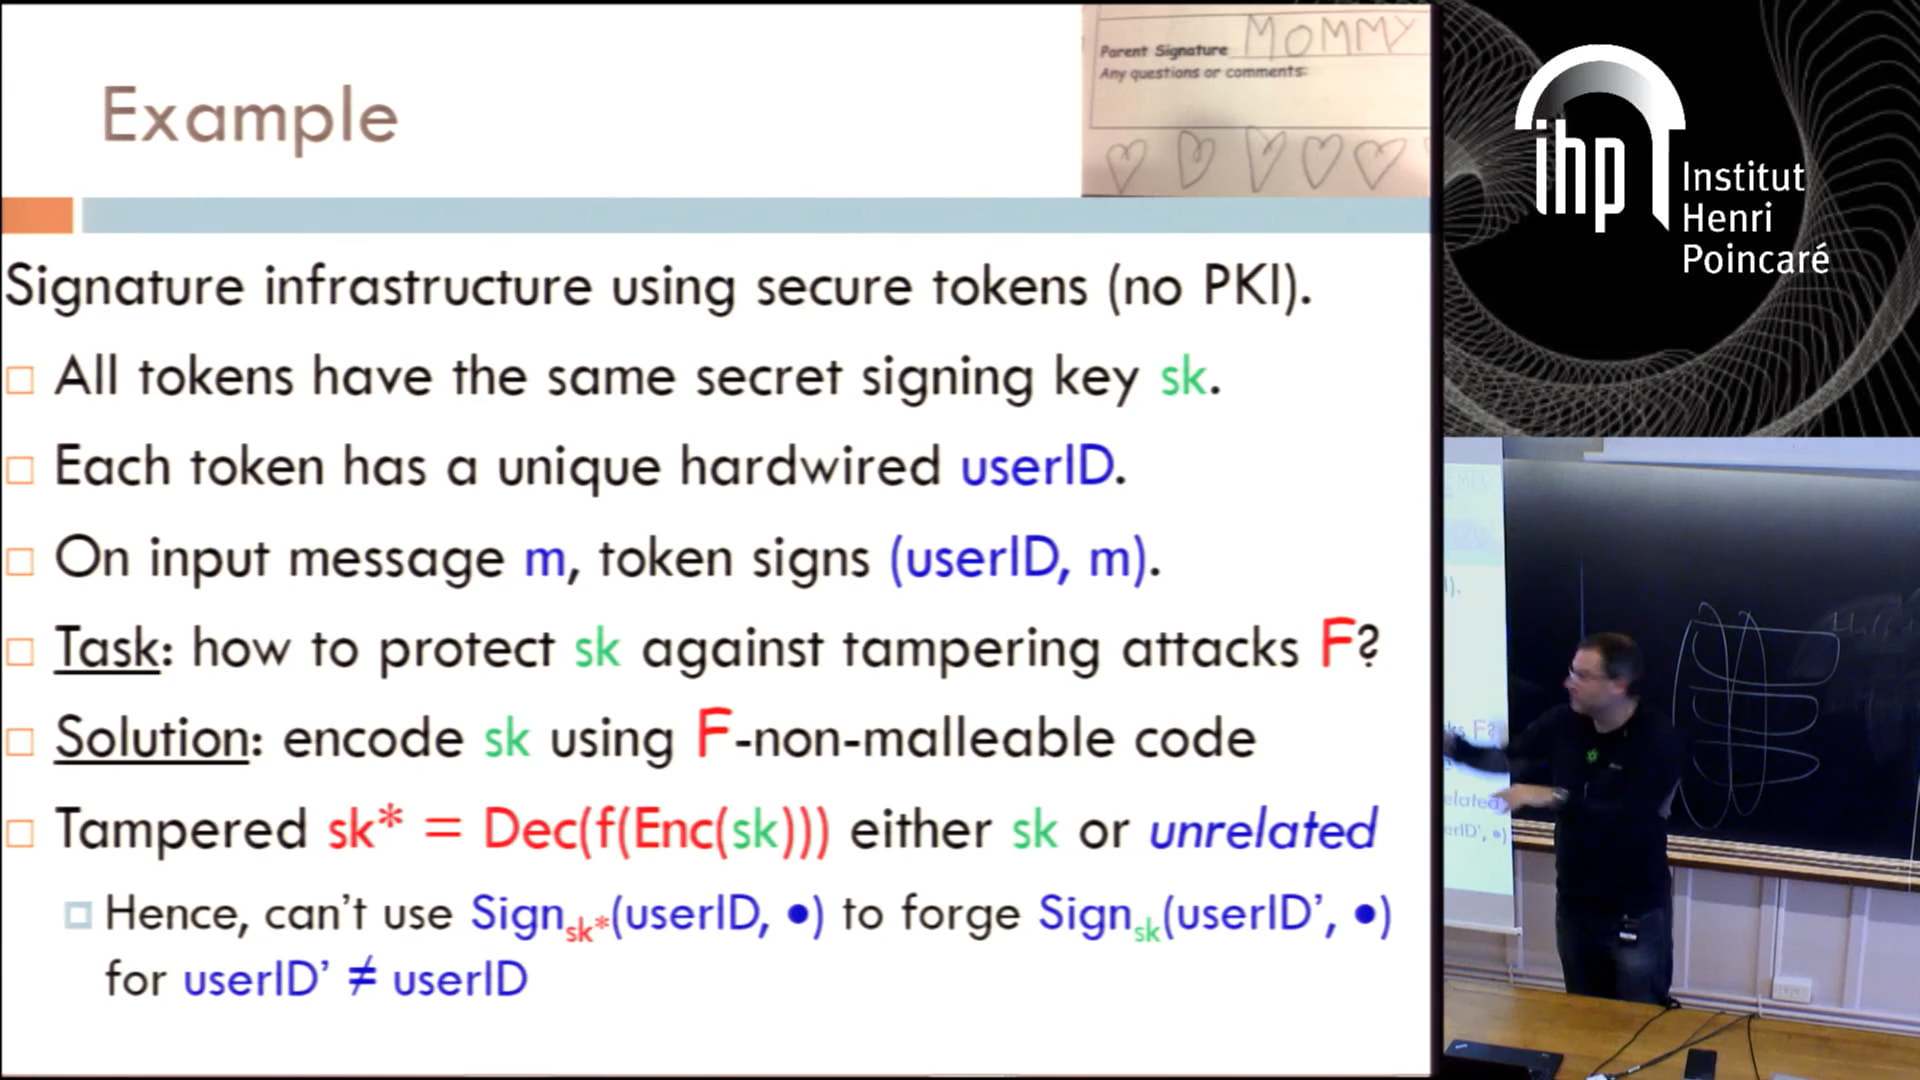 Example
Parent Signature MOMMY
Any questions or comments:
Signature infrastructure using secure tokens (no PKI).
All tokens have the same secret signing key sk.
Each token has a unique hardwired userID.
On input message m, token signs (userID, m).
Task: how to protect sk against tampering attacks F?
Solution: encode sk using F-non-malleable code
Tampered sk* = Dec(f(Enc(sk))) either sk or unrelated
Hence, can't use Signsk*(userID, •) to forge Signsk(userID', •)
for userID' ≠ userID
ihp
Institut
Henri
Poincaré